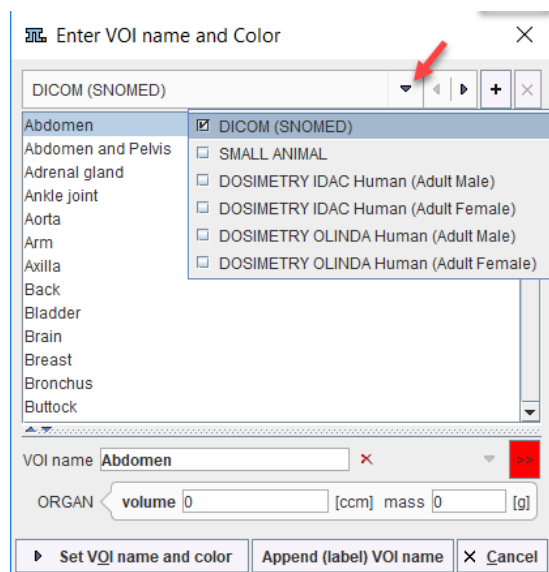 Enter VOI name and Color
DICOM (SNOMED)
Abdomen
Abdomen and Pelvis
Adrenal gland
Ankle joint
Aorta
Arm
Axilla
Back
Bladder
Brain
Breast
Bronchus
Buttock
DICOM (SNOMED)
SMALL ANIMAL
DOSIMETRY IDAC Human (Adult Male)
DOSIMETRY IDAC Human (Adult Female)
DOSIMETRY OLINDA Human (Adult Male)
DOSIMETRY OLINDA Human (Adult Female)
VOI name Abdomen >>
ORGAN volume 0 [ccm] mass 0 [g]
Set VOI name and color Append (label) VOI name Cancel